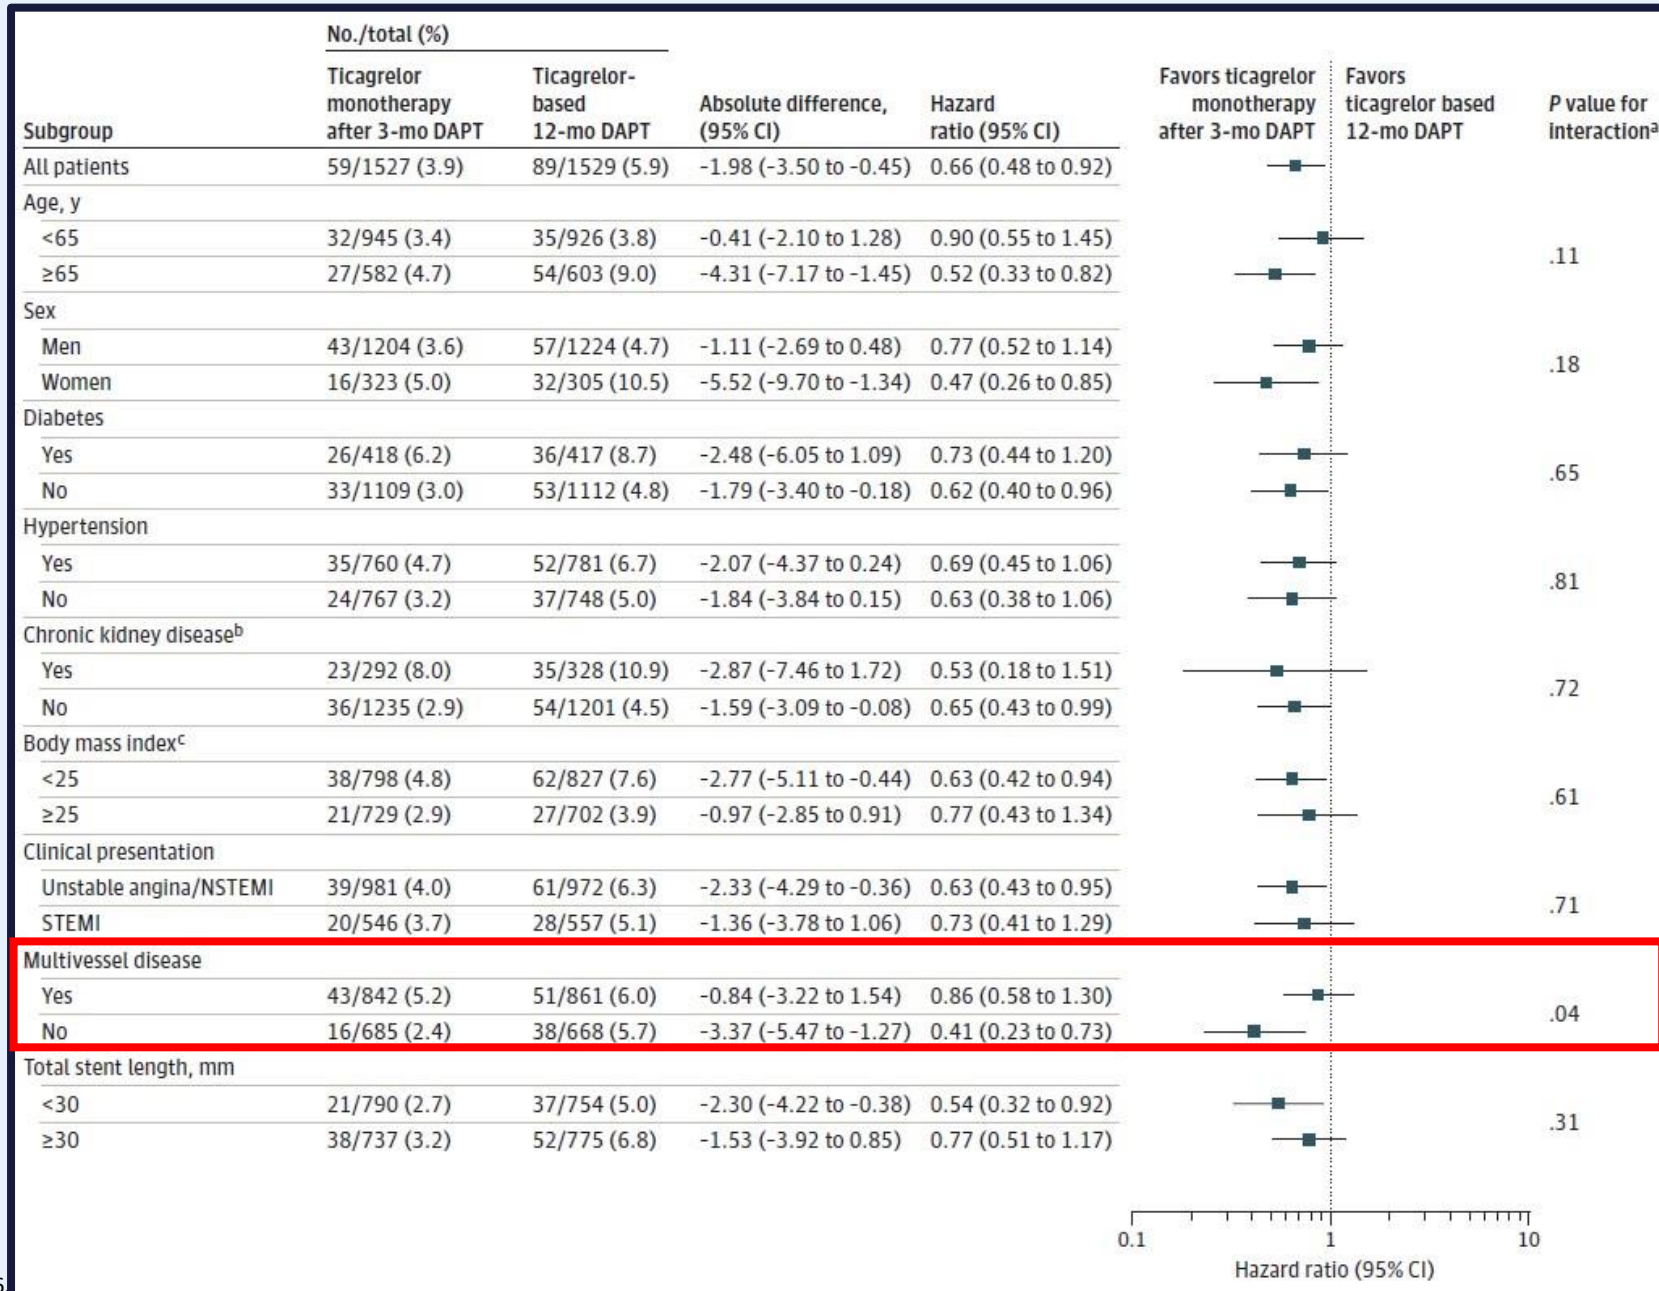 No./total (%)
Subgroup
Ticagrelor
monotherapy
after 3-mo DAPT
Ticagrelor-
based
12-mo DAPT
Absolute difference,
(95% CI)
Hazard
ratio (95% CI)
Favors ticagrelor
monotherapy
after 3-mo DAPT
Favors
ticagrelor based
12-mo DAPT
P value for
interactionᵃ
All patients 59/1527 (3.9) 89/1529 (5.9) -1.98 (-3.50 to -0.45) 0.66 (0.48 to 0.92)
Age, y
<65 32/945 (3.4) 35/926 (3.8) -0.41 (-2.10 to 1.28) 0.90 (0.55 to 1.45)
.11
≥65 27/582 (4.7) 54/603 (9.0) -4.31 (-7.17 to -1.45) 0.52 (0.33 to 0.82)
Sex
Men 43/1204 (3.6) 57/1224 (4.7) -1.11 (-2.69 to 0.48) 0.77 (0.52 to 1.14)
.18
Women 16/323 (5.0) 32/305 (10.5) -5.52 (-9.70 to -1.34) 0.47 (0.26 to 0.85)
Diabetes
Yes 26/418 (6.2) 36/417 (8.7) -2.48 (-6.05 to 1.09) 0.73 (0.44 to 1.20)
.65
No 33/1109 (3.0) 53/1112 (4.8) -1.79 (-3.40 to -0.18) 0.62 (0.40 to 0.96)
Hypertension
Yes 35/760 (4.7) 52/781 (6.7) -2.07 (-4.37 to 0.24) 0.69 (0.45 to 1.06)
.81
No 24/767 (3.2) 37/748 (5.0) -1.84 (-3.84 to 0.15) 0.63 (0.38 to 1.06)
Chronic kidney diseaseᵇ
Yes 23/292 (8.0) 35/328 (10.9) -2.87 (-7.46 to 1.72) 0.53 (0.18 to 1.51)
.72
No 36/1235 (2.9) 54/1201 (4.5) -1.59 (-3.09 to -0.08) 0.65 (0.43 to 0.99)
Body mass indexᶜ
<25 38/798 (4.8) 62/827 (7.6) -2.77 (-5.11 to -0.44) 0.63 (0.42 to 0.94)
.61
≥25 21/729 (2.9) 27/702 (3.9) -0.97 (-2.85 to 0.91) 0.77 (0.43 to 1.34)
Clinical presentation
Unstable angina/NSTEMI 39/981 (4.0) 61/972 (6.3) -2.33 (-4.29 to -0.36) 0.63 (0.43 to 0.95)
.71
STEMI 20/546 (3.7) 28/557 (5.1) -1.36 (-3.78 to 1.06) 0.73 (0.41 to 1.29)
Multivessel disease
Yes 43/842 (5.2) 51/861 (6.0) -0.84 (-3.22 to 1.54) 0.86 (0.58 to 1.30)
.04
No 16/685 (2.4) 38/668 (5.7) -3.37 (-5.47 to -1.27) 0.41 (0.23 to 0.73)
Total stent length, mm
<30 21/790 (2.7) 37/754 (5.0) -2.30 (-4.22 to -0.38) 0.54 (0.32 to 0.92)
.31
≥30 38/737 (3.2) 52/775 (6.8) -1.53 (-3.92 to 0.85) 0.77 (0.51 to 1.17)
0.1 1 10
Hazard ratio (95% CI)